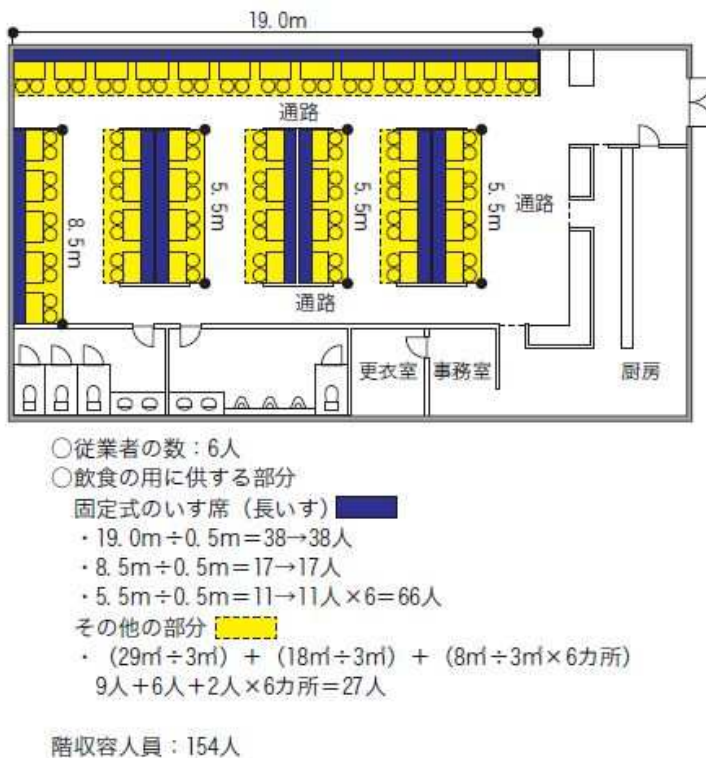 19.0m
通路
8.5m
5.5m
5.5m
5.5m
通路
通路
更衣室
事務室
厨房
○従業者の数：6人
○飲食の用に供する部分
固定式のいす席（長いす）
・19.0m÷0.5m＝38→38人
・8.5m÷0.5m＝17→17人
・5.5m÷0.5m＝11→11人×6＝66人
その他の部分
・（29㎡÷3㎡）＋（18㎡÷3㎡）＋（8㎡÷3㎡×6カ所）
9人＋6人＋2人×6カ所＝27人
階収容人員：154人